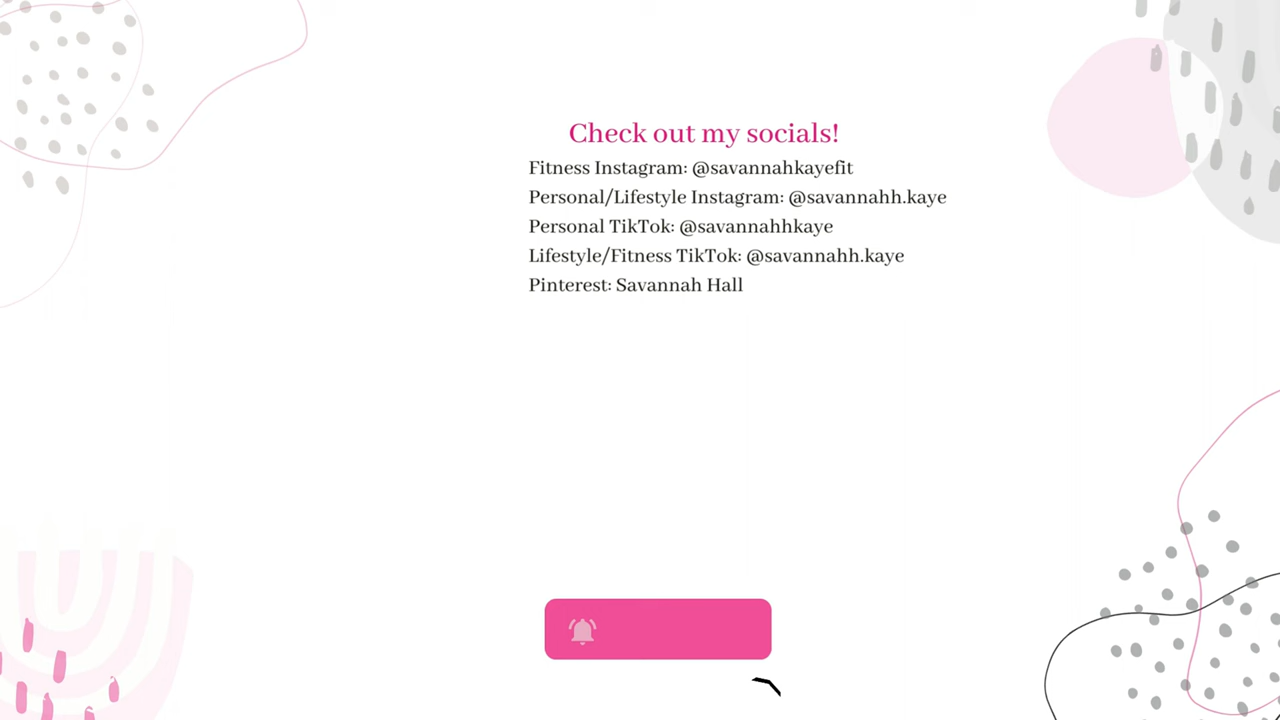 Check out my socials!
Fitness Instagram: @savannahkayefit
Personal/Lifestyle Instagram: @savannahh.kaye
Personal TikTok: @savannahhkaye
Lifestyle/Fitness TikTok: @savannahh.kaye
Pinterest: Savannah Hall